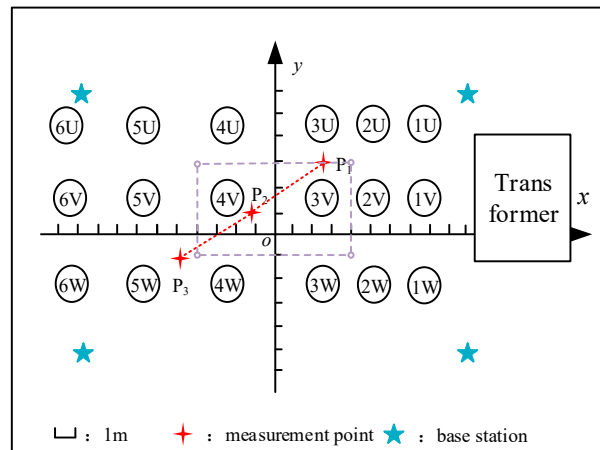 y
6U 5U 4U 3U 2U 1U
P1
Trans
former
x
6V 5V 4V 3V 2V 1V
P2
o
P3
6W 5W 4W 3W 2W 1W
: 1m : measurement point : base station